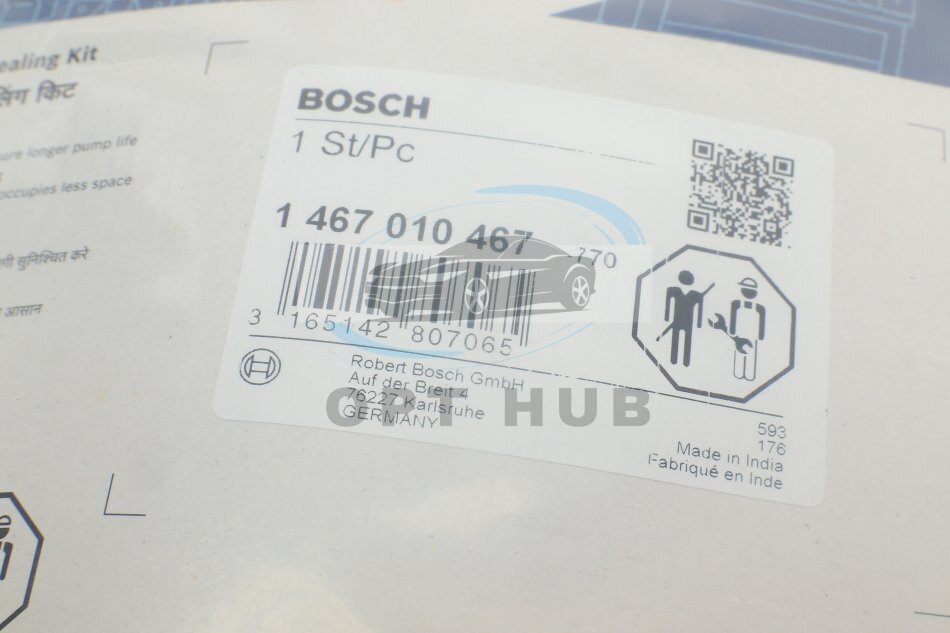 ealing Kit
लिंग किट
ure longer pump life
occupies less space
सुनिश्चित करे
आसान
BOSCH
1 St/Pc
1 467 010 467
770
3 165142 807065
Robert Bosch GmbH
Auf der Breit 4
76227 Karlsruhe
GERMANY
OPT HUB
593
176
Made in India
Fabriqué en Inde